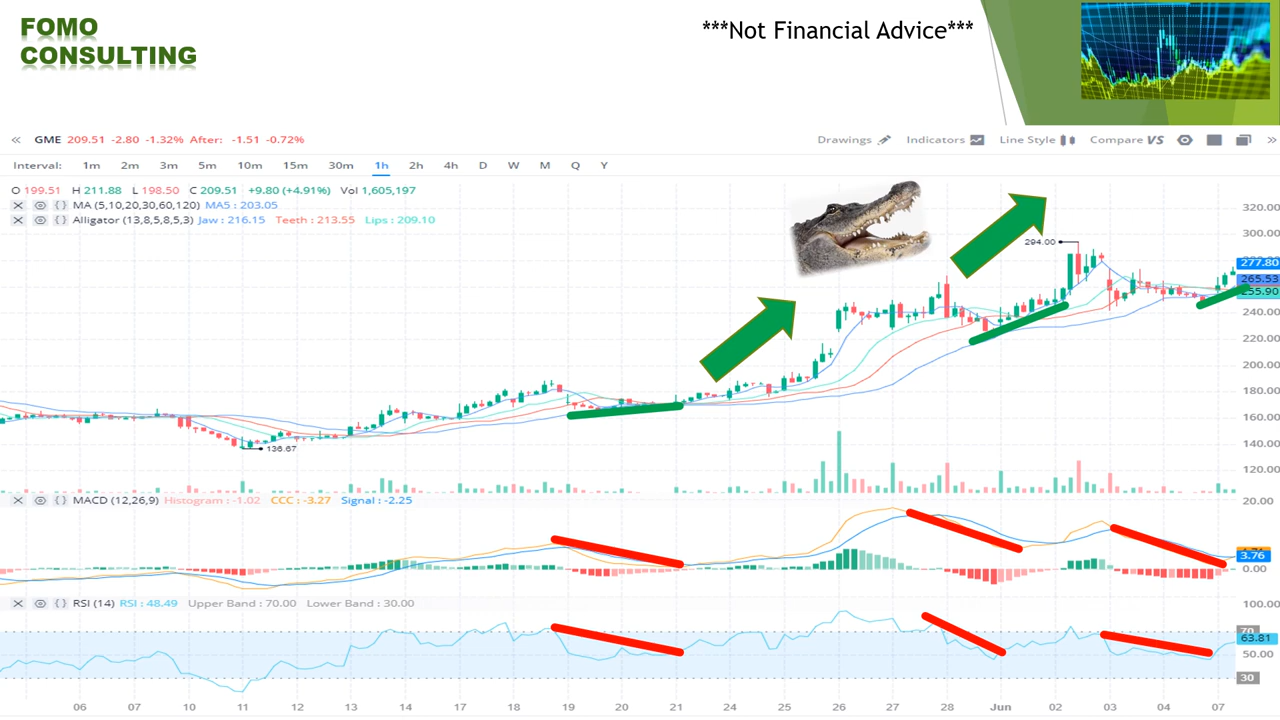 FOMO
CONSULTING
***Not Financial Advice***
GME 209.51 -2.80 -1.32% After: -1.51 -0.72%
Drawings Indicators Line Style Compare VS
Interval: 1m 2m 3m 5m 10m 15m 30m 1h 2h 4h D W M Q Y
O 199.51 H 211.88 L 198.50 C 209.51 +9.80 (+4.91%) Vol 1,605,197
MA (5,10,20,30,60,120) MA5 : 203.05
Alligator (13,8,5,8,5,3) Jaw : 216.15 Teeth : 213.55 Lips : 209.10
320.00
300.00
294.00
277.80
265.53
255.90
240.00
220.00
200.00
180.00
160.00
140.00
136.67
120.00
MACD (12,26,9) Histogram : -1.02 CCC : -3.27 Signal : -2.25
20.00
3.76
0.00
RSI (14) RSI : 48.49 Upper Band : 70.00 Lower Band : 30.00
100.00
70
63.81
50.00
30
06 07 10 11 12 13 14 17 18 19 20 21 24 25 26 27 28 Jun 02 03 04 07